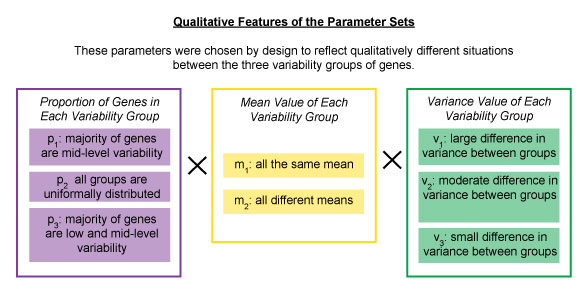 Qualitative Features of the Parameter Sets
These parameters were chosen by design to reflect qualitatively different situations
between the three variability groups of genes.
Proportion of Genes in
Each Variability Group
p1: majority of genes
are mid-level variability
p2 all groups are
uniformally distributed
p3: majority of genes
are low and mid-level
variability
×
Mean Value of Each
Variability Group
m1: all the same mean
m2: all different means
×
Variance Value of Each
Variability Group
v1: large difference in
variance between groups
v2: moderate difference in
variance between groups
v3: small difference in
variance between groups